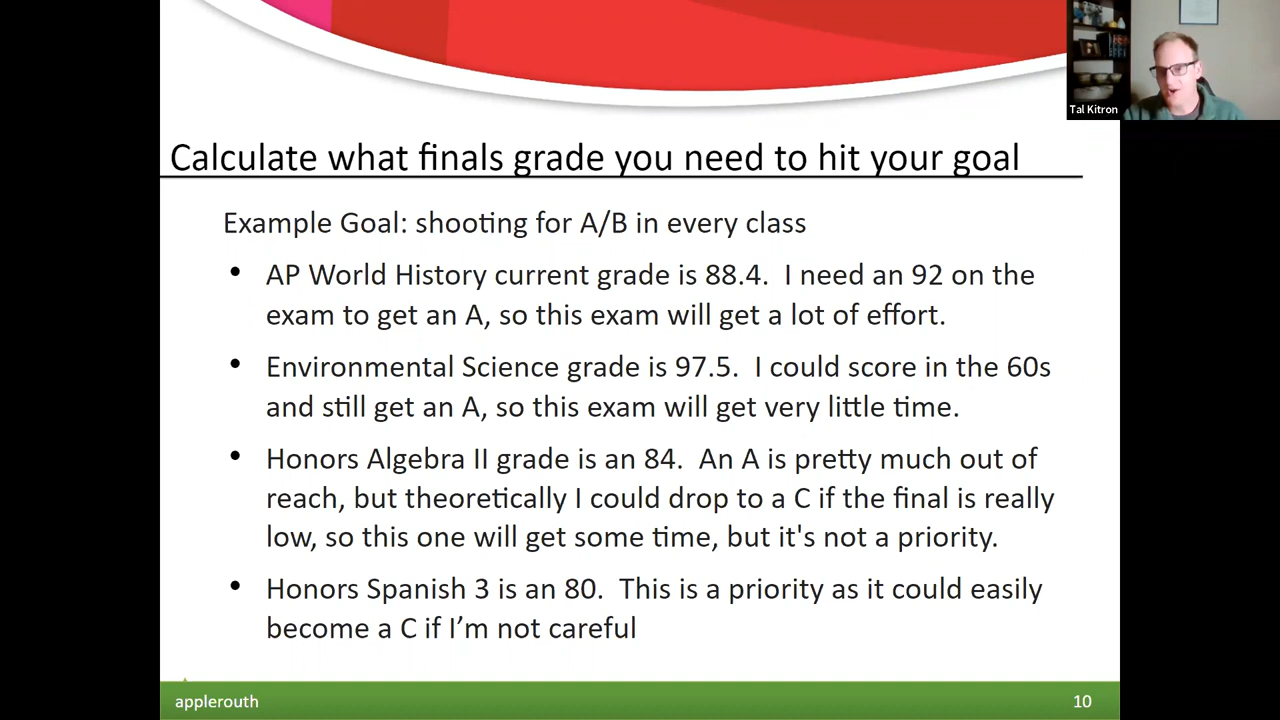 Tal Kitron
Calculate what finals grade you need to hit your goal
Example Goal: shooting for A/B in every class
• AP World History current grade is 88.4.  I need an 92 on the
exam to get an A, so this exam will get a lot of effort.
• Environmental Science grade is 97.5.  I could score in the 60s
and still get an A, so this exam will get very little time.
• Honors Algebra II grade is an 84.  An A is pretty much out of
reach, but theoretically I could drop to a C if the final is really
low, so this one will get some time, but it's not a priority.
• Honors Spanish 3 is an 80.  This is a priority as it could easily
become a C if I’m not careful
applerouth
10